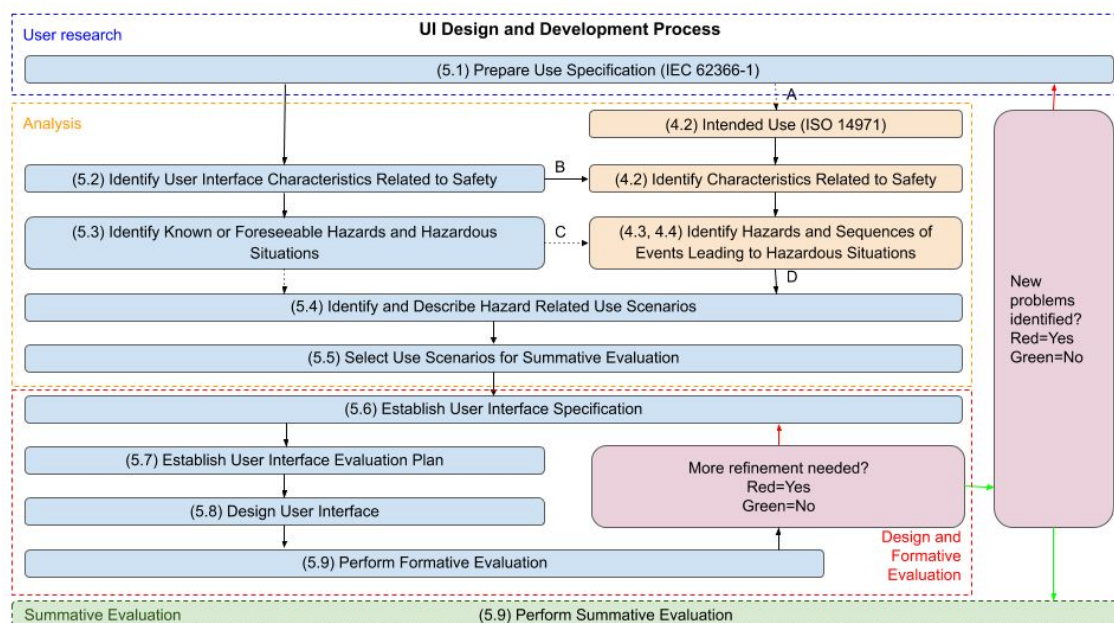 UI Design and Development Process
User research
(5.1) Prepare Use Specification (IEC 62366-1)
A
Analysis
(4.2) Intended Use (ISO 14971)
(5.2) Identify User Interface Characteristics Related to Safety
B
(4.2) Identify Characteristics Related to Safety
(5.3) Identify Known or Foreseeable Hazards and Hazardous
Situations
C
(4.3, 4.4) Identify Hazards and Sequences of
Events Leading to Hazardous Situations
D
(5.4) Identify and Describe Hazard Related Use Scenarios
(5.5) Select Use Scenarios for Summative Evaluation
New
problems
identified?
Red=Yes
Green=No
(5.6) Establish User Interface Specification
(5.7) Establish User Interface Evaluation Plan
(5.8) Design User Interface
More refinement needed?
Red=Yes
Green=No
(5.9) Perform Formative Evaluation
Design and
Formative
Evaluation
Summative Evaluation
(5.9) Perform Summative Evaluation